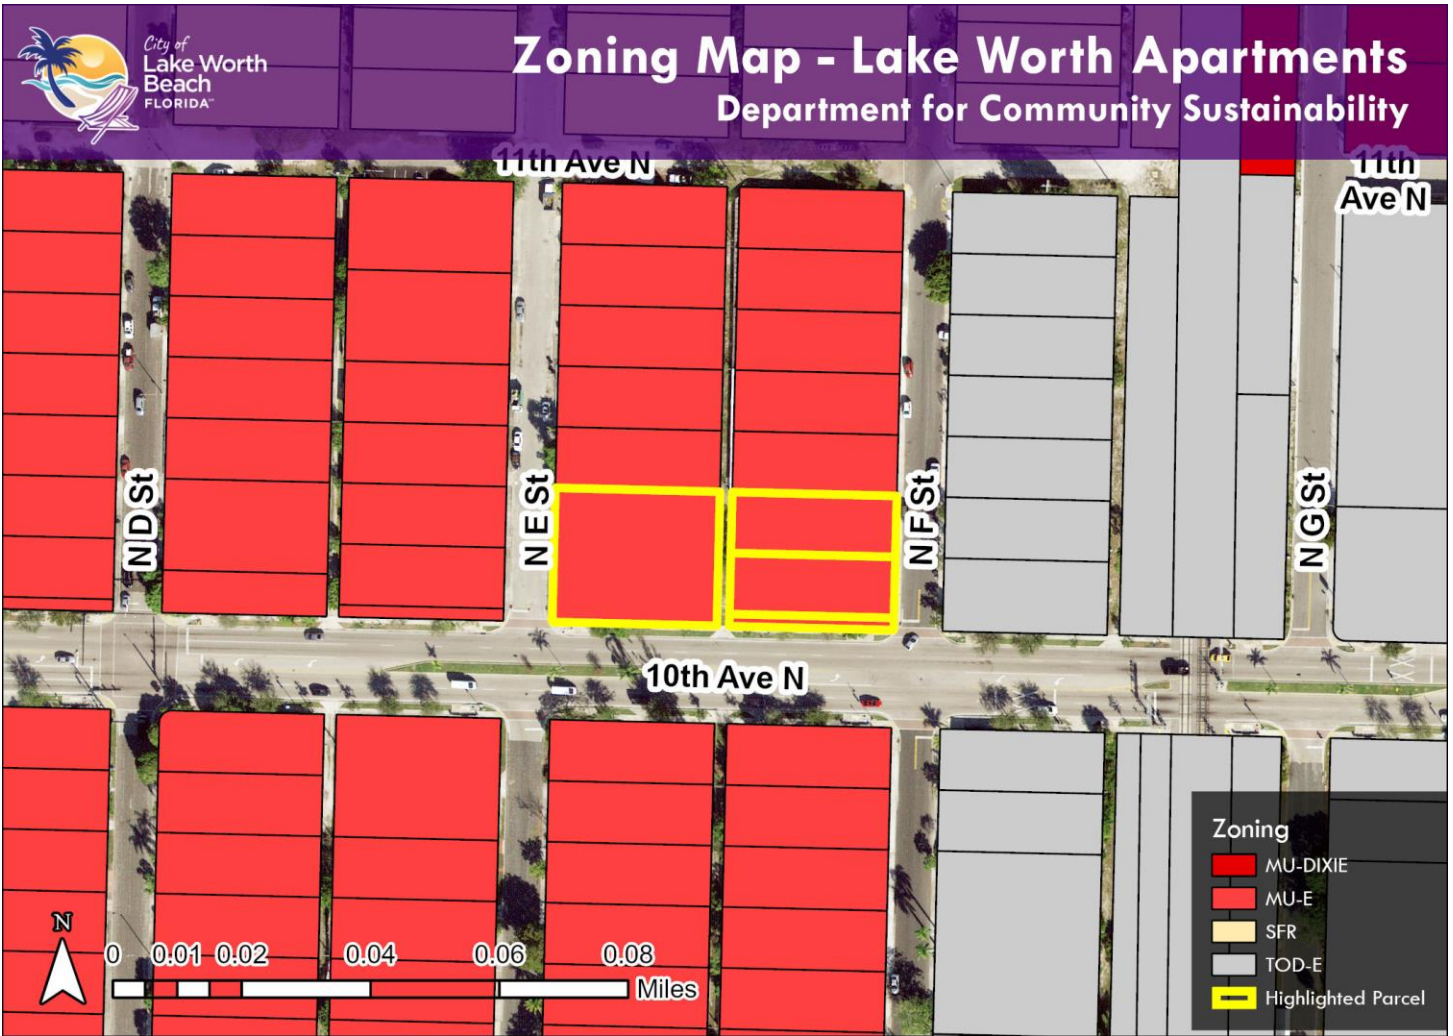 City of
Lake Worth
Beach
FLORIDA™
Zoning Map - Lake Worth Apartments
Department for Community Sustainability
11th Ave N
11th
Ave N
N D St
N E St
N F St
N G St
10th Ave N
Zoning
MU-DIXIE
MU-E
SFR
TOD-E
Highlighted Parcel
N
0 0.01 0.02 0.04 0.06 0.08
Miles